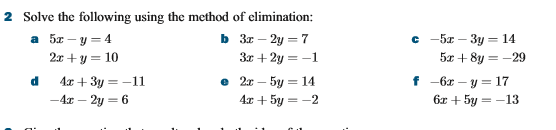 2 Solve the following using the method of elimination:
a 5x − y = 4 b 3x − 2y = 7 c −5x − 3y = 14
2x + y = 10 3x + 2y = −1 5x + 8y = −29
d 4x + 3y = −11 e 2x − 5y = 14 f −6x − y = 17
−4x − 2y = 6 4x + 5y = −2 6x + 5y = −13